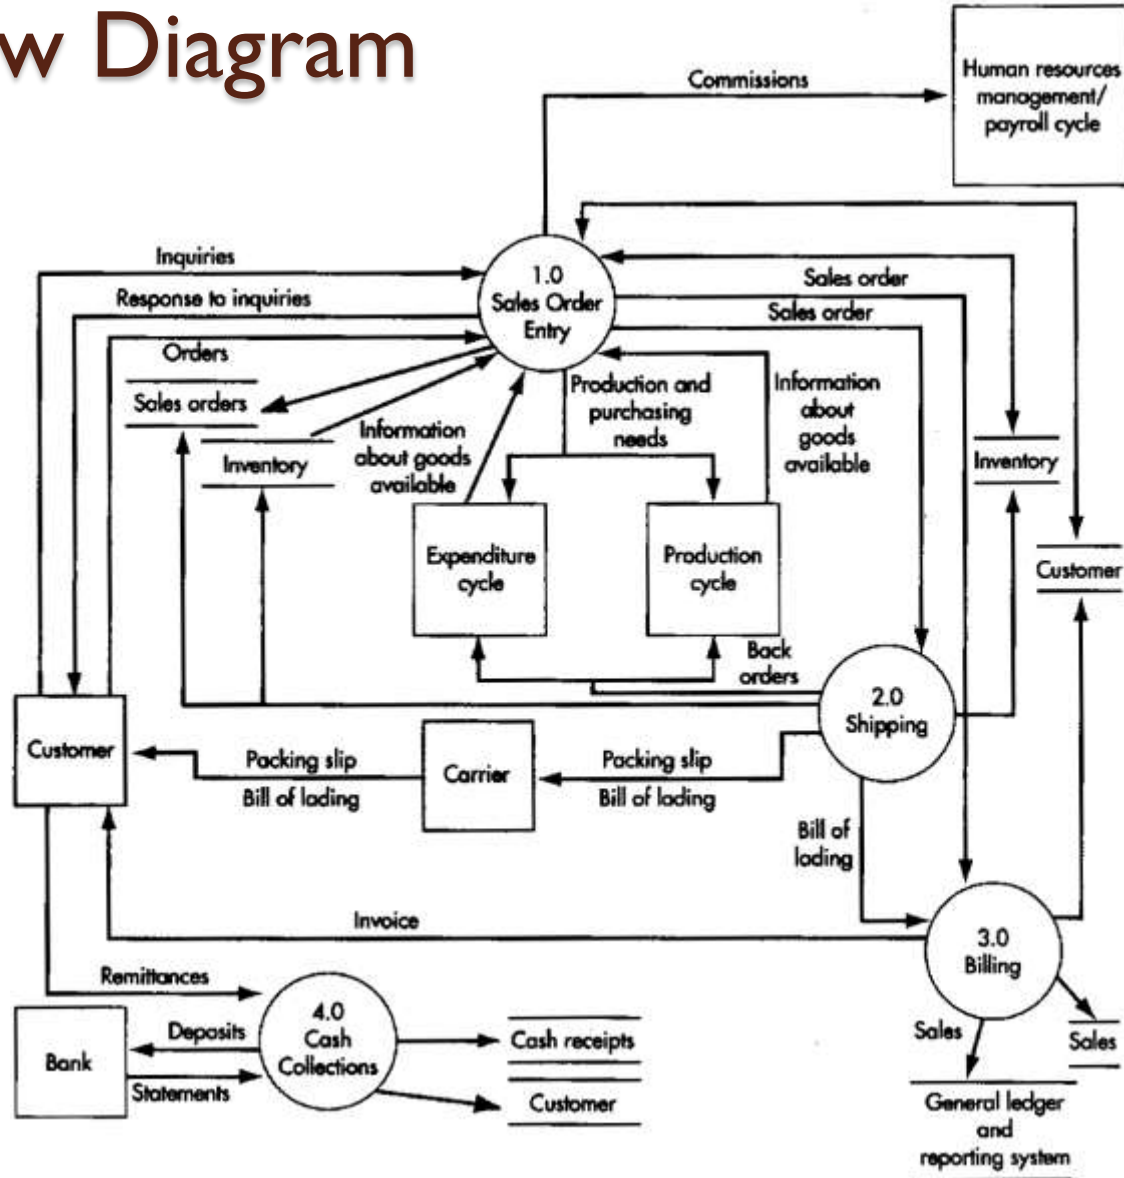 w Diagram
Commissions
Human resources
management/
payroll cycle
Inquiries
1.0
Sales Order
Entry
Sales order
Response to inquiries
Sales order
Orders
Sales orders
Production and
purchasing
needs
Information
about
goods
available
Information
about goods
available
Inventory
Inventory
Expenditure
cycle
Production
cycle
Customer
Back
orders
2.0
Shipping
Customer
Packing slip
Bill of lading
Carrier
Packing slip
Bill of lading
Bill of
lading
Invoice
3.0
Billing
Remittances
4.0
Cash
Collections
Deposits
Bank
Statements
Cash receipts
Customer
Sales
Sales
General ledger
and
reporting system